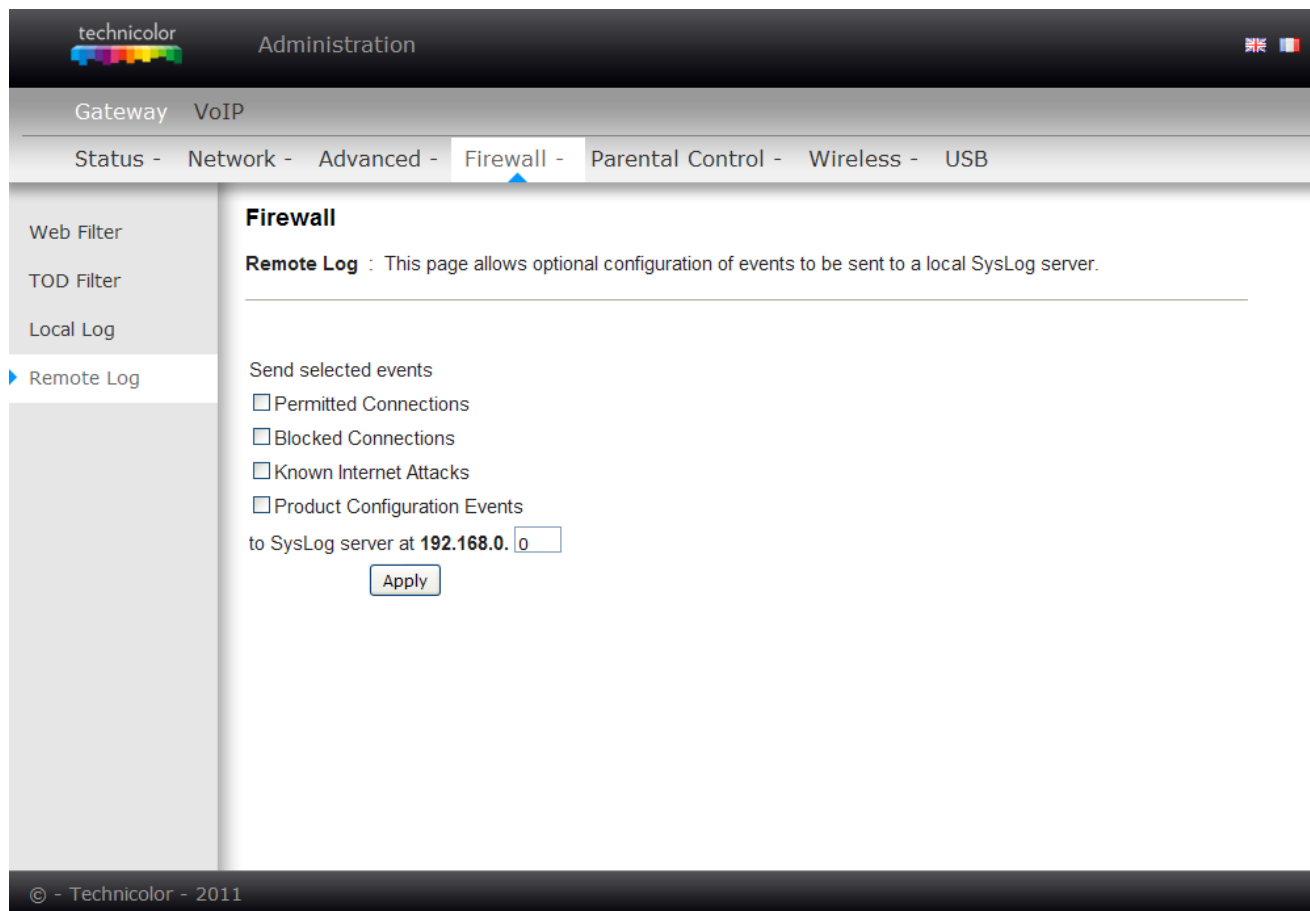 technicolor
Administration
Gateway VoIP
Status - Network - Advanced - Firewall - Parental Control - Wireless - USB
Web Filter
TOD Filter
Local Log
Remote Log
Firewall
Remote Log : This page allows optional configuration of events to be sent to a local SysLog server.
Send selected events
Permitted Connections
Blocked Connections
Known Internet Attacks
Product Configuration Events
to SysLog server at 192.168.0. 0
Apply
© - Technicolor - 2011